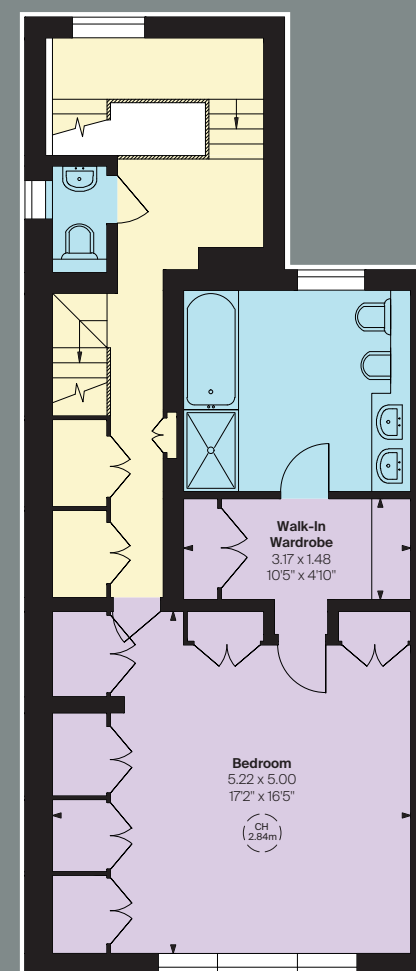 Walk-In
Wardrobe
3.17 x 1.48
10'5" x 4'10"
Bedroom
5.22 x 5.00
17'2" x 16'5"
CH
2.84m